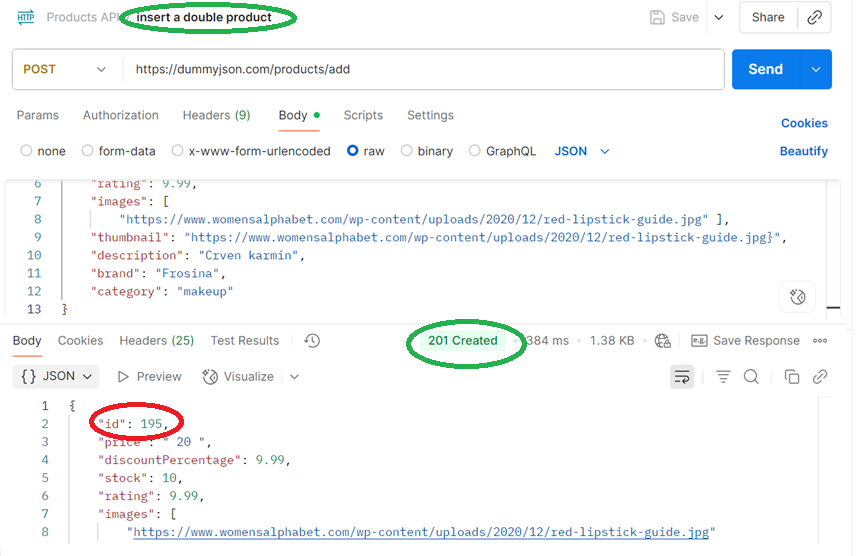 HTTP Products API insert a double product Save Share
POST https://dummyjson.com/products/add Send
Params Authorization Headers (9) Body Scripts Settings Cookies
none form-data x-www-form-urlencoded raw binary GraphQL JSON Beautify
6 "rating": 9.99,
7 "images": [
8 "https://www.womensalphabet.com/wp-content/uploads/2020/12/red-lipstick-guide.jpg" ],
9 "thumbnail": "https://www.womensalphabet.com/wp-content/uploads/2020/12/red-lipstick-guide.jpg}",
10 "description": "Crven karmin",
11 "brand": "Frosina",
12 "category": "makeup"
13 }
Body Cookies Headers (25) Test Results 201 Created 384 ms 1.38 KB Save Response
{} JSON Preview Visualize
1 {
2 "id": 195,
3 "price": " 20 ",
4 "discountPercentage": 9.99,
5 "stock": 10,
6 "rating": 9.99,
7 "images": [
8 "https://www.womensalphabet.com/wp-content/uploads/2020/12/red-lipstick-guide.jpg"